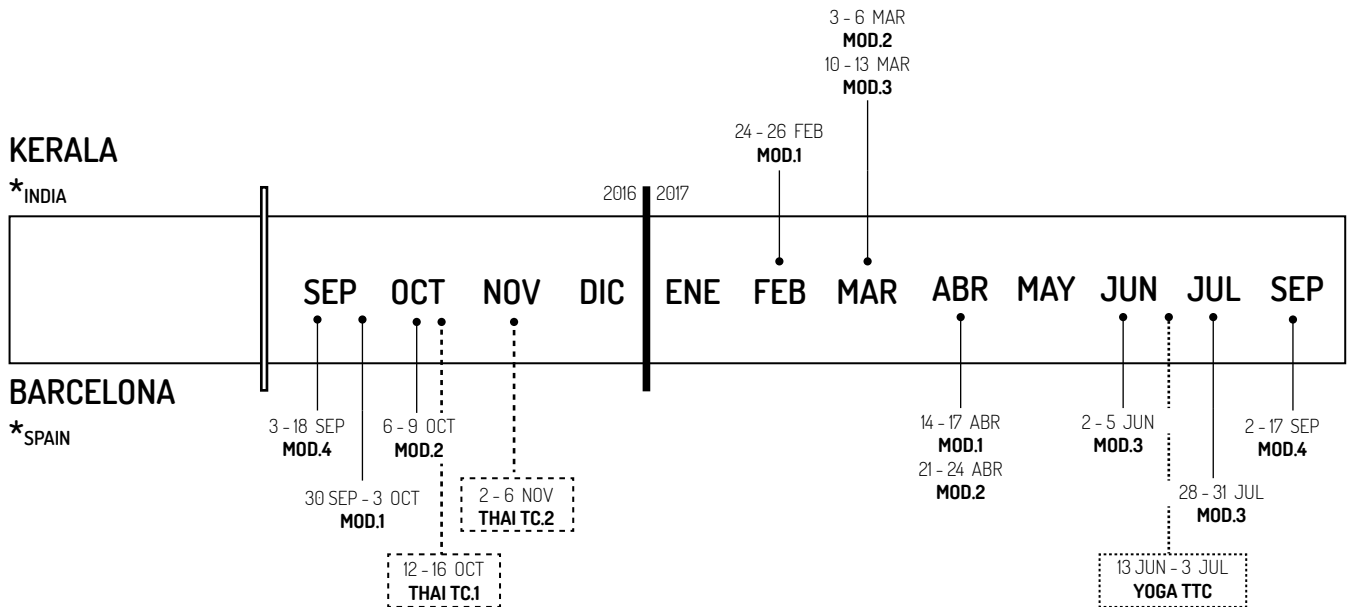 3 - 6 MAR
MOD.2
10 - 13 MAR
MOD.3
24 - 26 FEB
MOD.1
KERALA
*INDIA
2016 2017
SEP OCT NOV DIC ENE FEB MAR ABR MAY JUN JUL SEP
BARCELONA
*SPAIN
3 - 18 SEP
MOD.4
6 - 9 OCT
MOD.2
14 - 17 ABR
MOD.1
21 - 24 ABR
MOD.2
2 - 5 JUN
MOD.3
2 - 17 SEP
MOD.4
30 SEP - 3 OCT
MOD.1
2 - 6 NOV
THAI TC.2
28 - 31 JUL
MOD.3
12 - 16 OCT
THAI TC.1
13 JUN - 3 JUL
YOGA TTC